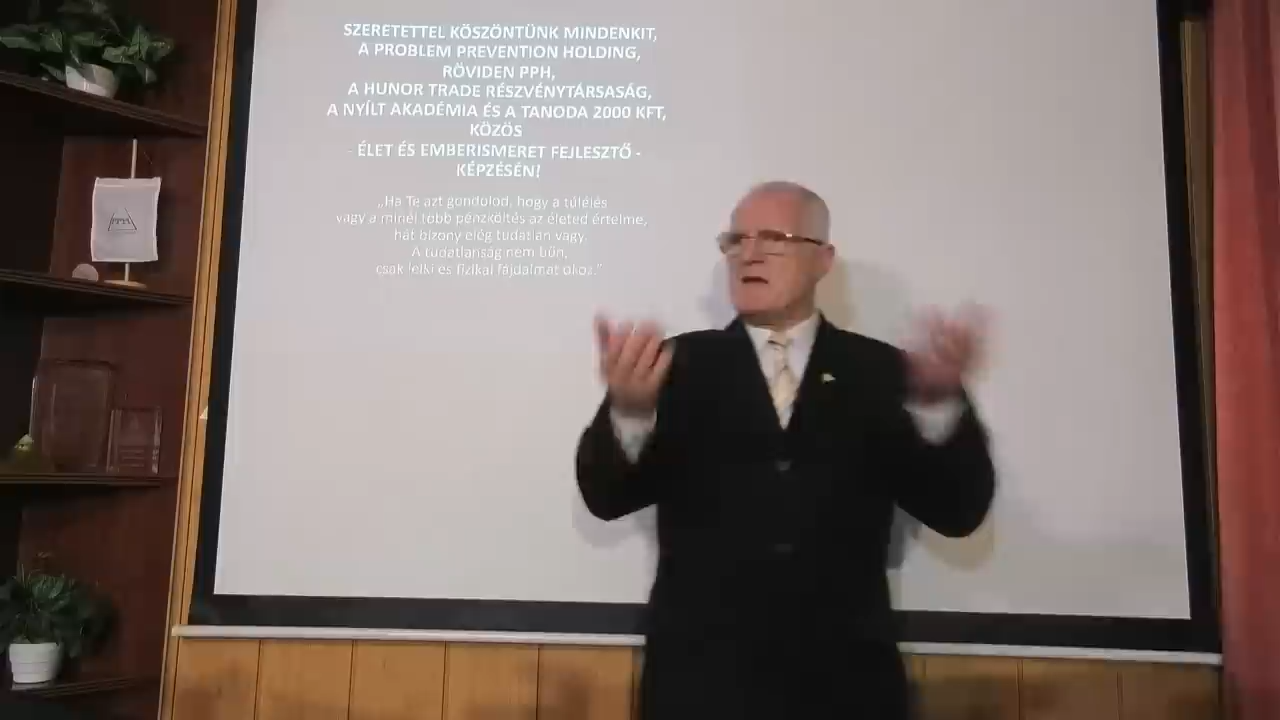 SZERETETTEL KÖSZÖNTÜNK MINDENKIT,
A PROBLEM PREVENTION HOLDING,
RÖVIDEN PPH,
A HUNOR TRADE RÉSZVÉNYTÁRSASÁG,
A NYÍLT AKADÉMIA ÉS A TANODA 2000 KFT,
KÖZÖS
- ÉLET ÉS EMBERISMERET FEJLESZTŐ -
KÉPZÉSÉN!
„Ha Te azt gondolod, hogy a túlélés
vagy a minél több pénzköltés az életed értelme,
hát bizony elég tudatlan vagy.
A tudatlanság nem bűn,
csak lelki és fizikai fájdalmat okoz."